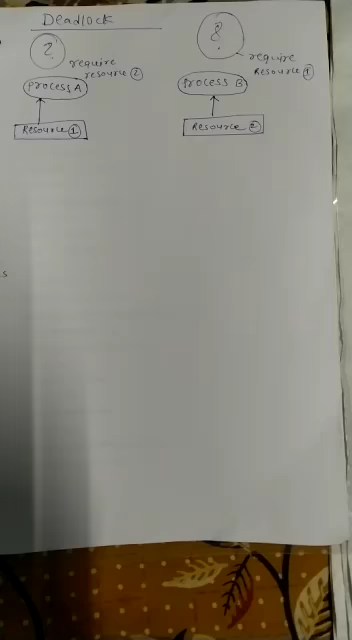 Deadlock
?
require
resource 2
process A
Resource 1
?
require
Resource 1
process B
Resource 2
s